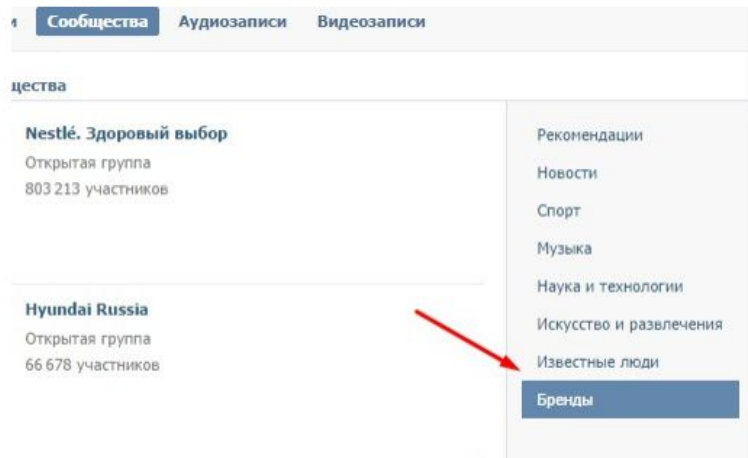 и Сообщества Аудиозаписи Видеозаписи
щества
Nestlé. Здоровый выбор
Открытая группа
803 213 участников
Hyundai Russia
Открытая группа
66 678 участников
Рекомендации
Новости
Спорт
Музыка
Наука и технологии
Искусство и развлечения
Известные люди
Бренды